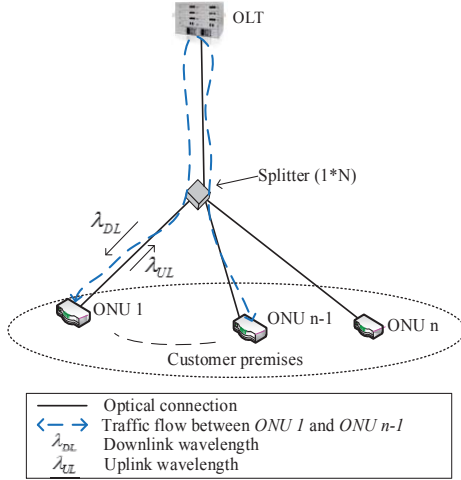 OLT
Splitter (1*N)
λDL
λUL
ONU 1
ONU n-1
ONU n
Customer premises
Optical connection
Traffic flow between ONU 1 and ONU n-1
λDL Downlink wavelength
λUL Uplink wavelength